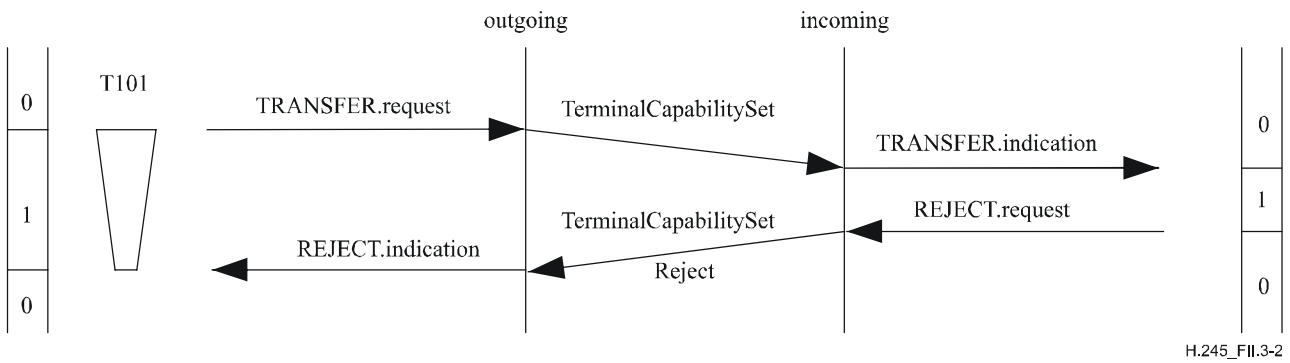 outgoing
incoming
T101
0
TRANSFER.request
TerminalCapabilitySet
0
TRANSFER.indication
1
TerminalCapabilitySet
REJECT.request
1
REJECT.indication
Reject
0
0
H.245_FII.3-2